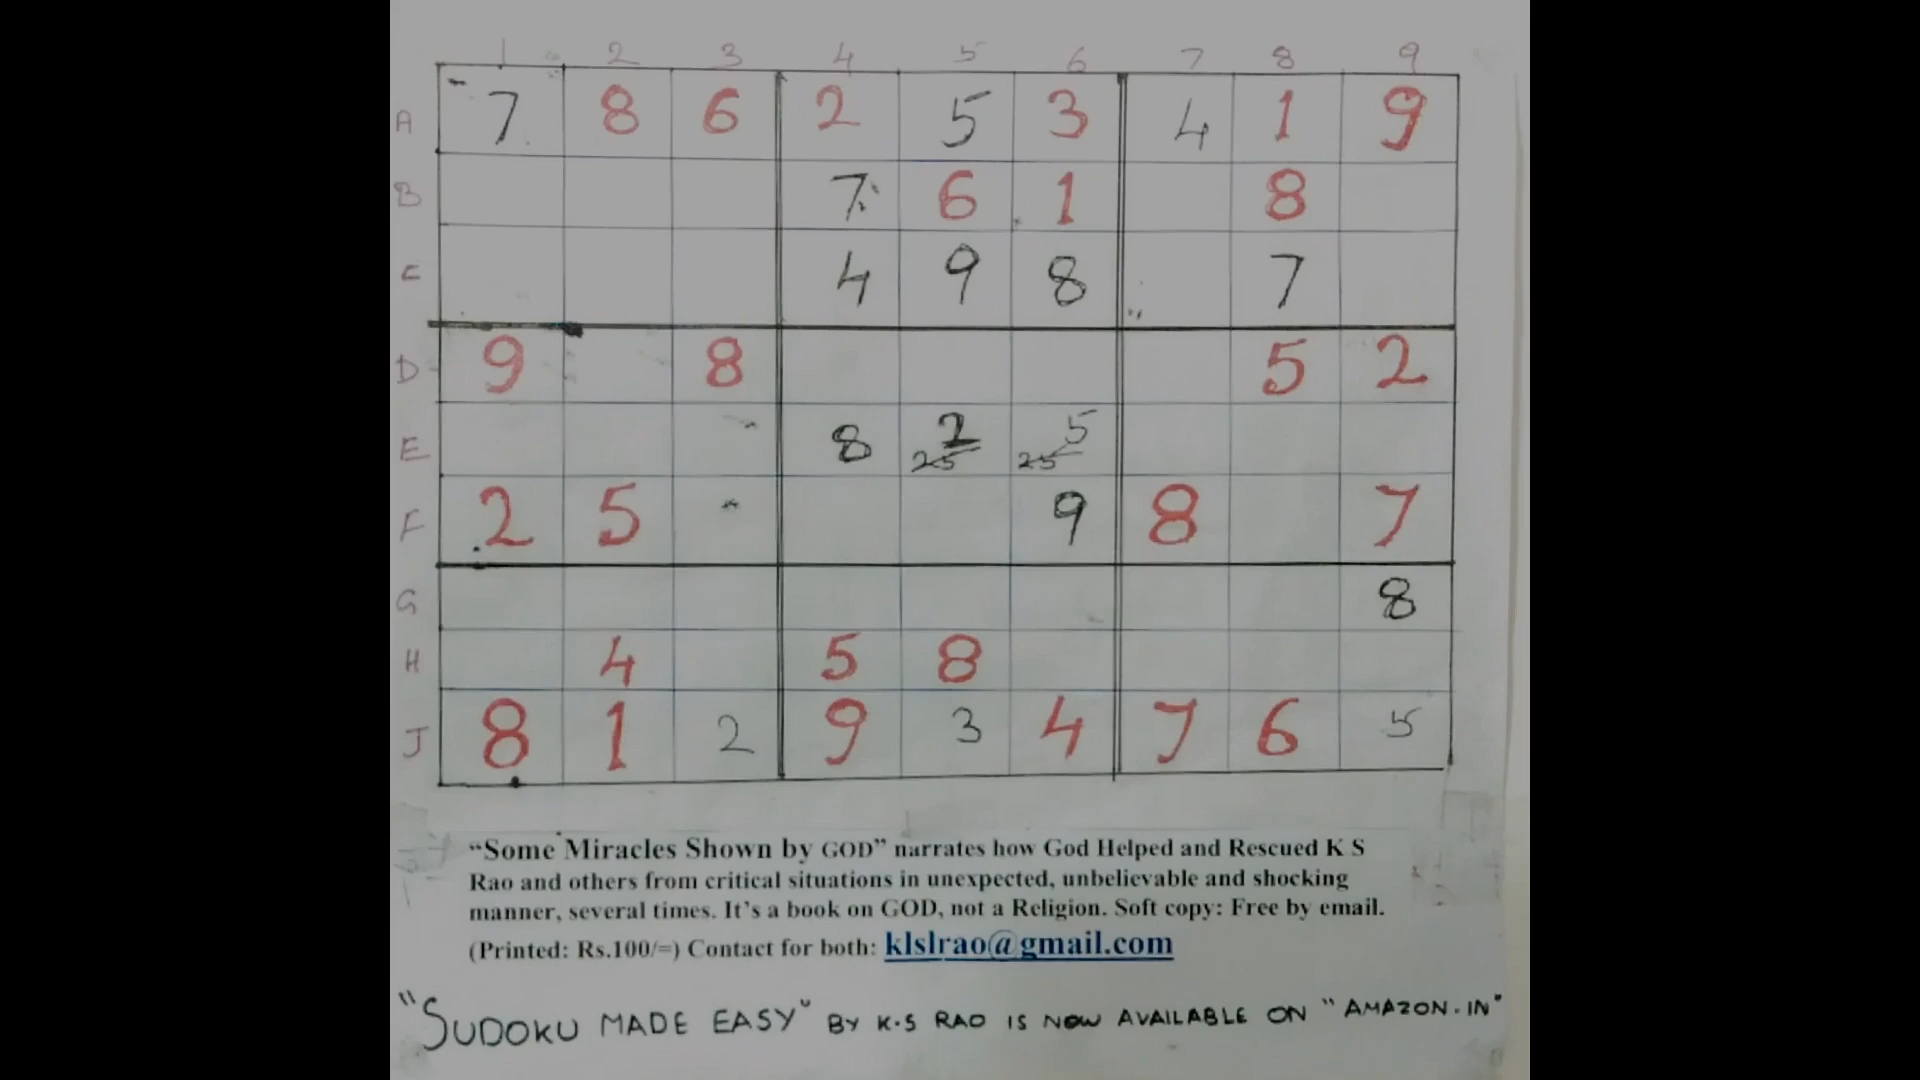 1 2 3 4 5 6 7 8 9
A 7 8 6 2 5 3 4 1 9
B 7 6 1 8
C 4 9 8 7
D 9 8 5 2
E 8 2 25 5 25
F 2 5 9 8 7
G 8
H 4 5 8
J 8 1 2 9 3 4 7 6 5
“Some Miracles Shown by GOD” narrates how God Helped and Rescued K S
Rao and others from critical situations in unexpected, unbelievable and shocking
manner, several times. It’s a book on GOD, not a Religion. Soft copy: Free by email.
(Printed: Rs.100/=) Contact for both: klslrao@gmail.com
"SUDOKU MADE EASY" BY K.S RAO IS NOW AVAILABLE ON "AMAZON.IN"